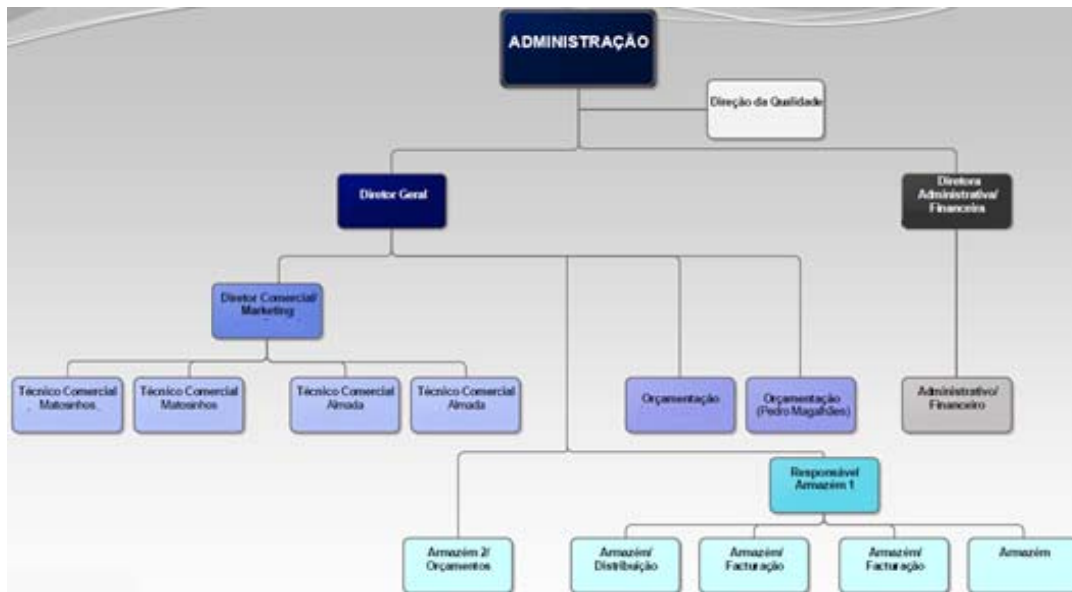 ADMINISTRAÇÃO
Direção da Qualidade
Diretor Geral
Diretora
Administrativa/
Financeira
Diretor Comercial/
Marketing
Técnico Comercial
Matosinhos
Técnico Comercial
Matosinhos
Técnico Comercial
Almada
Técnico Comercial
Almada
Orçamentação
Orçamentação
(Pedro Magalhães)
Administrativo/
Financeiro
Responsável
Armazém 1
Armazém 2/
Orçamentos
Armazém/
Distribuição
Armazém/
Facturação
Armazém/
Facturação
Armazém